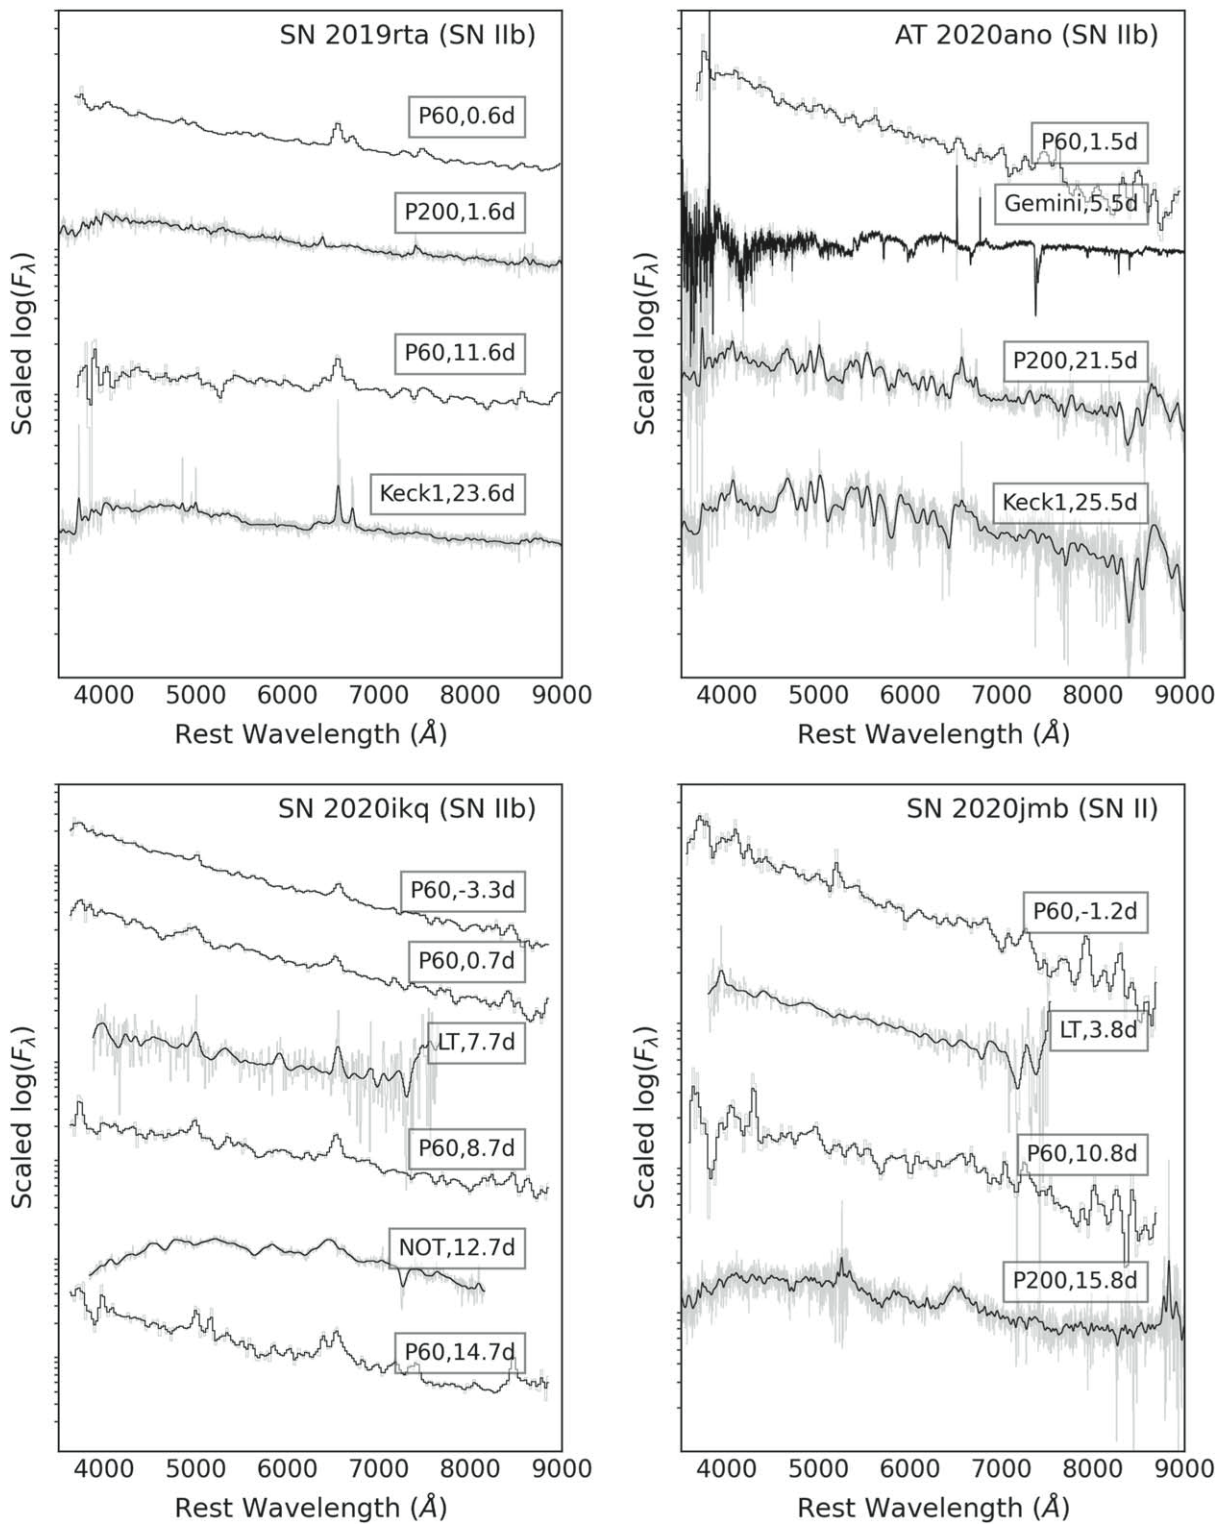 SN 2019rta (SN IIb)
P60,0.6d
P200,1.6d
P60,11.6d
Keck1,23.6d
Scaled log(Fλ)
4000 5000 6000 7000 8000 9000
Rest Wavelength (Å)
AT 2020ano (SN IIb)
P60,1.5d
Gemini,5.5d
P200,21.5d
Keck1,25.5d
Scaled log(Fλ)
4000 5000 6000 7000 8000 9000
Rest Wavelength (Å)
SN 2020ikq (SN IIb)
P60,-3.3d
P60,0.7d
LT,7.7d
P60,8.7d
NOT,12.7d
P60,14.7d
Scaled log(Fλ)
4000 5000 6000 7000 8000 9000
Rest Wavelength (Å)
SN 2020jmb (SN II)
P60,-1.2d
LT,3.8d
P60,10.8d
P200,15.8d
Scaled log(Fλ)
4000 5000 6000 7000 8000 9000
Rest Wavelength (Å)